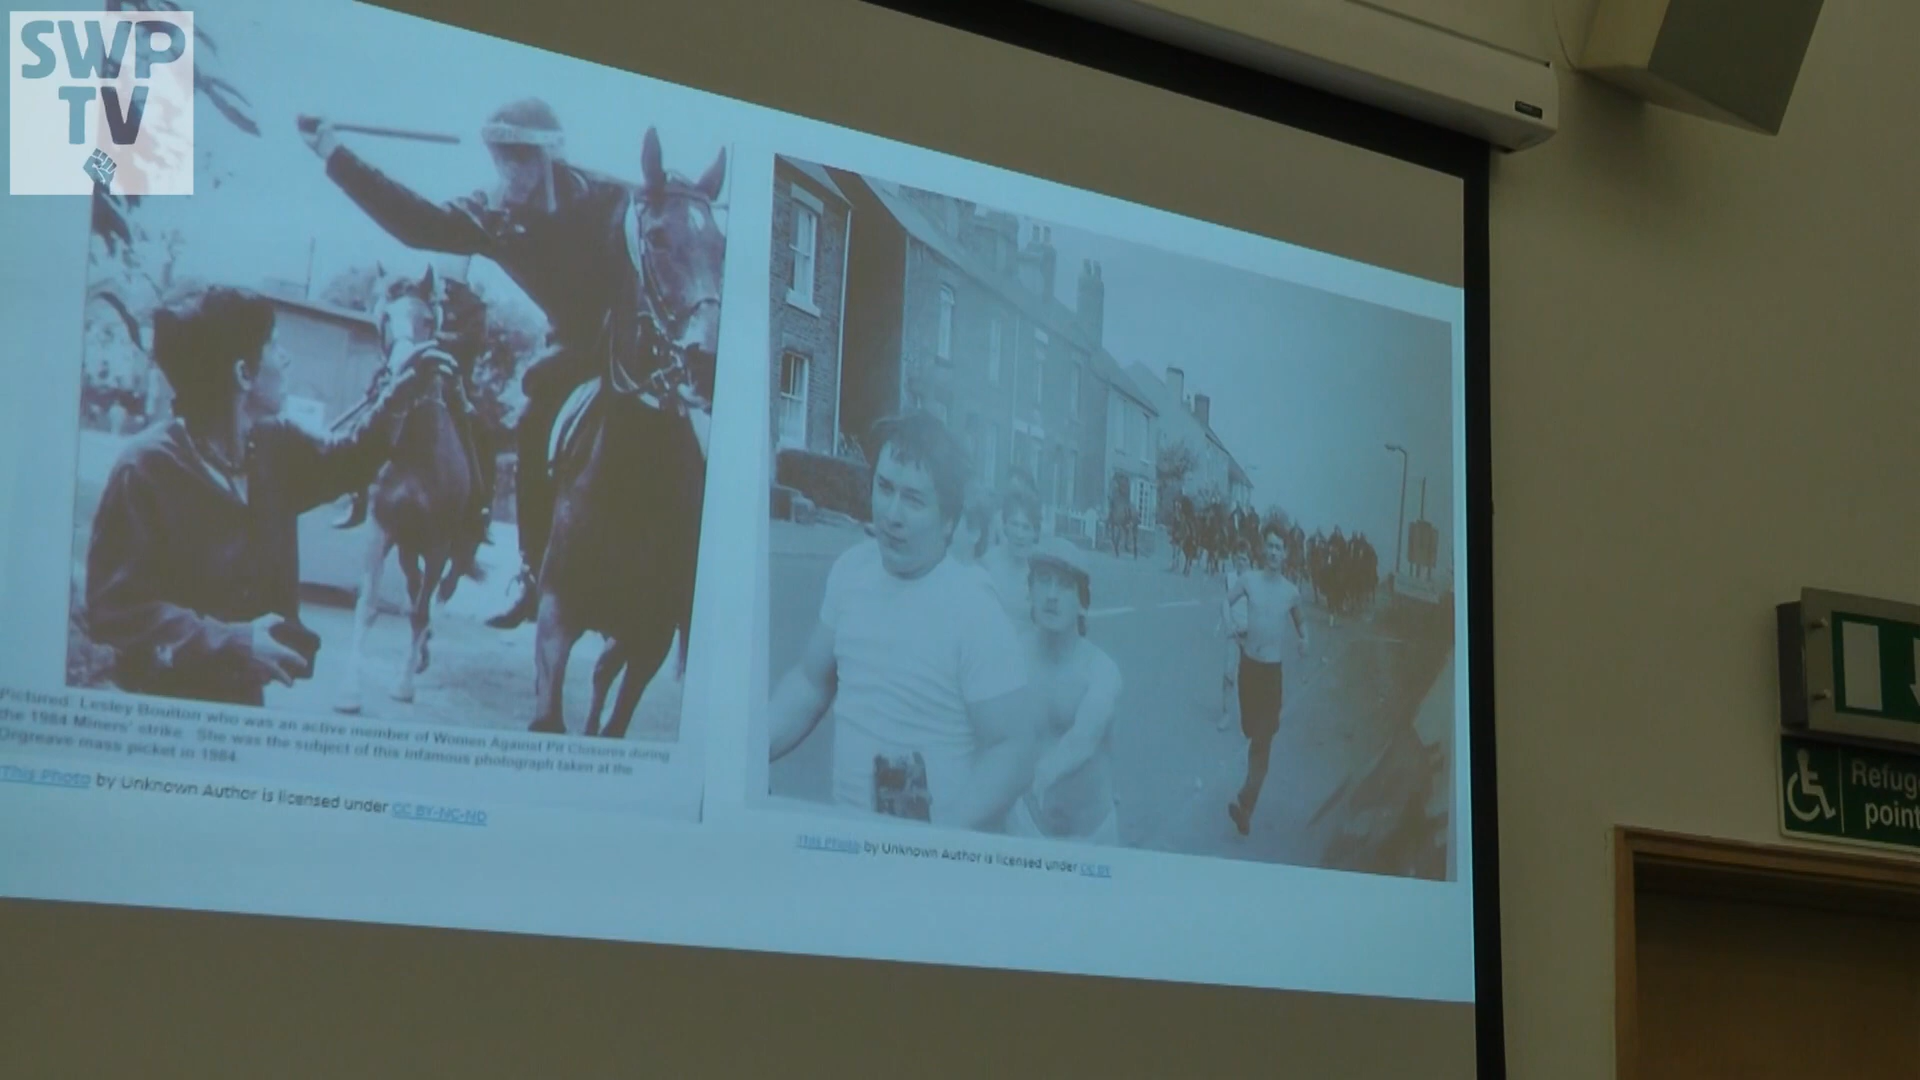 SWP
TV
Pictured: Lesley Boulton who was an active member of Women Against Pit Closures during
the 1984 Miners' strike. She was the subject of this infamous photograph taken at the
Orgreave mass picket in 1984.
This Photo by Unknown Author is licensed under CC BY-NC-ND
This Photo by Unknown Author is licensed under CC BY
Refug
point